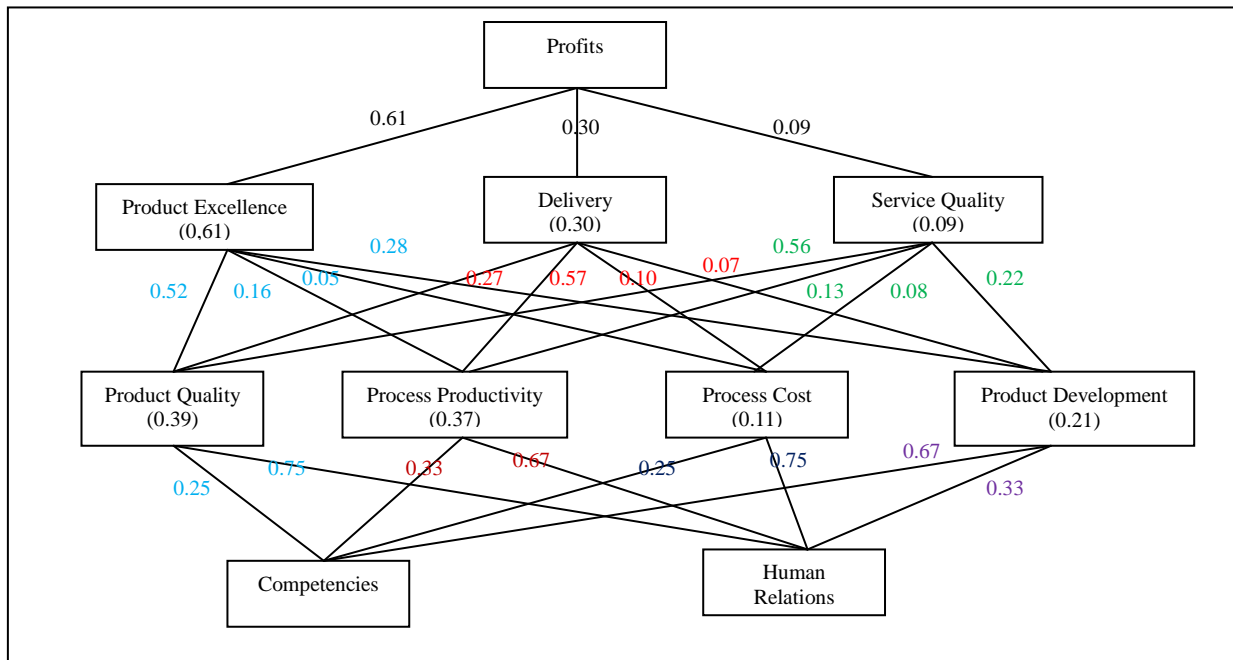 Profits
0.61
0.30
0.09
Product Excellence
(0,61)
Delivery
(0.30)
Service Quality
(0.09)
0.28
0.56
0.52
0.16
0.05
0.27
0.57
0.10
0.07
0.13
0.08
0.22
Product Quality
(0.39)
Process Productivity
(0.37)
Process Cost
(0.11)
Product Development
(0.21)
0.25
0.75
0.33
0.67
0.25
0.75
0.67
0.33
Competencies
Human
Relations